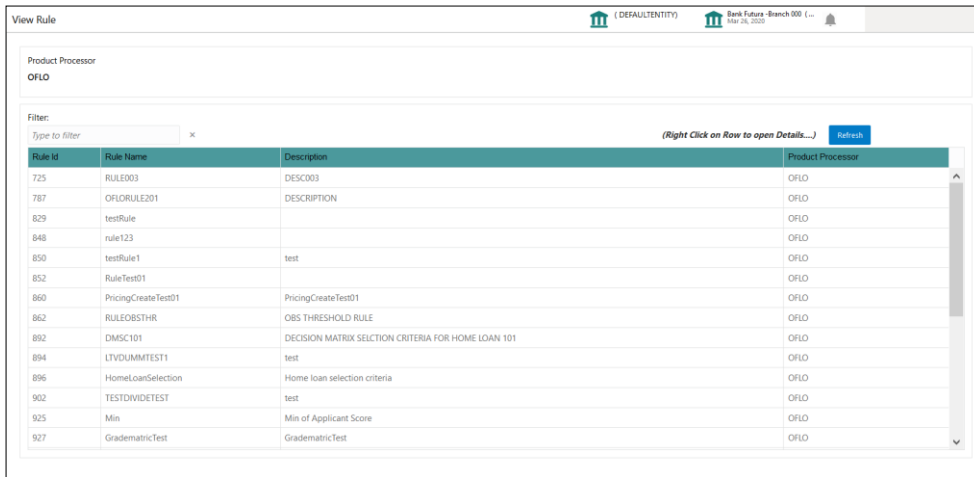 View Rule
( DEFAULTENTITY)
Bank Futura -Branch 000 ( ...
Mar 26, 2020
Product Processor
OFLO
Filter:
Type to filter ×
(Right Click on Row to open Details....) Refresh
Rule Id Rule Name Description Product Processor
725 RULE003 DESC003 OFLO
787 OFLORULE201 DESCRIPTION OFLO
829 testRule OFLO
848 rule123 OFLO
850 testRule1 test OFLO
852 RuleTest01 OFLO
860 PricingCreateTest01 PricingCreateTest01 OFLO
862 RULEOBSTHR OBS THRESHOLD RULE OFLO
892 DMSC101 DECISION MATRIX SELCTION CRITERIA FOR HOME LOAN 101 OFLO
894 LTVDUMMTEST1 test OFLO
896 HomeLoanSelection Home loan selection criteria OFLO
902 TESTDIVIDETEST test OFLO
925 Min Min of Applicant Score OFLO
927 GradematricTest GradematricTest OFLO